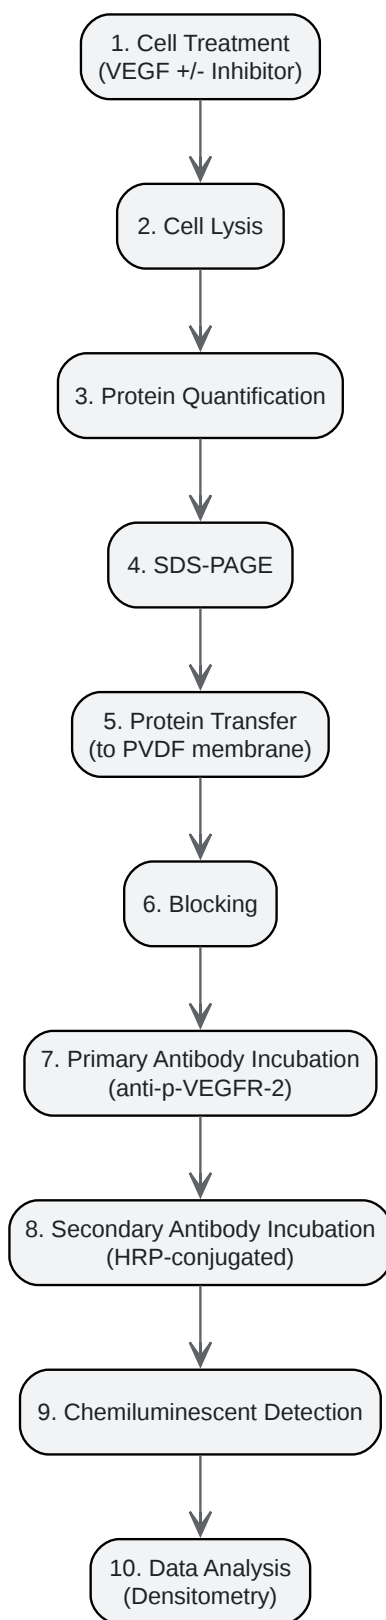 1. Cell Treatment
(VEGF +/- Inhibitor)
2. Cell Lysis
3. Protein Quantification
4. SDS-PAGE
5. Protein Transfer
(to PVDF membrane)
6. Blocking
7. Primary Antibody Incubation
(anti-p-VEGFR-2)
8. Secondary Antibody Incubation
(HRP-conjugated)
9. Chemiluminescent Detection
10. Data Analysis
(Densitometry)